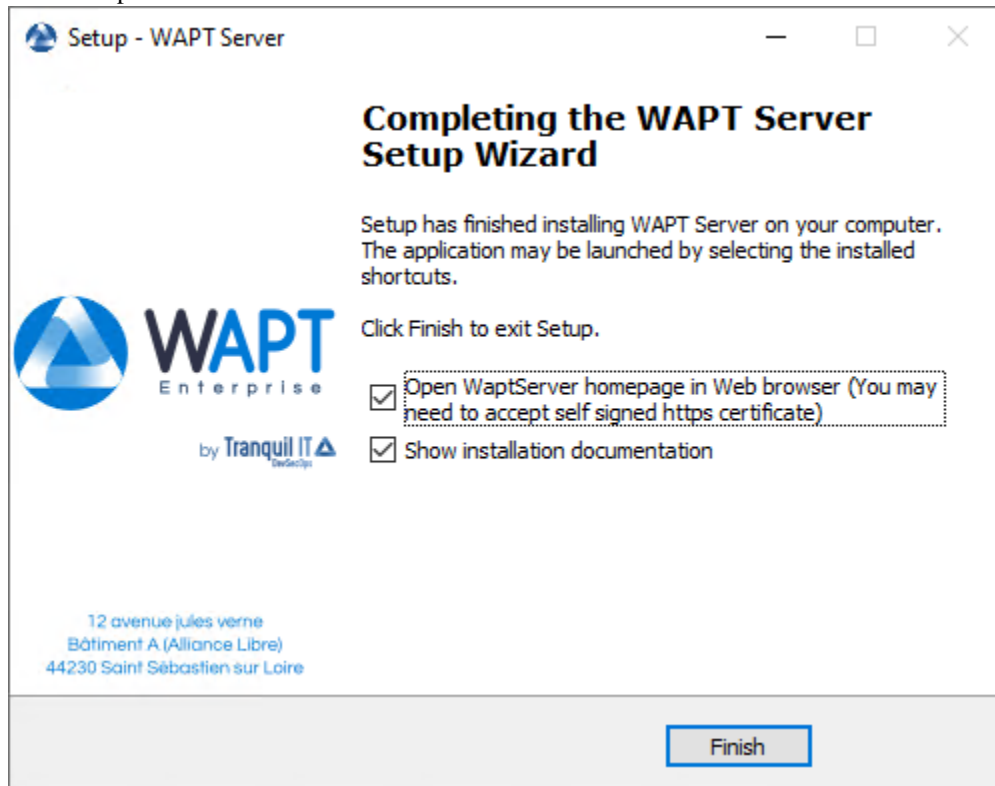 Setup - WAPT Server
Completing the WAPT Server
Setup Wizard
Setup has finished installing WAPT Server on your computer.
The application may be launched by selecting the installed
shortcuts.
Click Finish to exit Setup.
WAPT
Enterprise
Open WaptServer homepage in Web browser (You may
need to accept self signed https certificate)
by Tranquil IT
DevSecOps
Show installation documentation
12 avenue jules verne
Bâtiment A (Alliance Libre)
44230 Saint Sébastien sur Loire
Finish